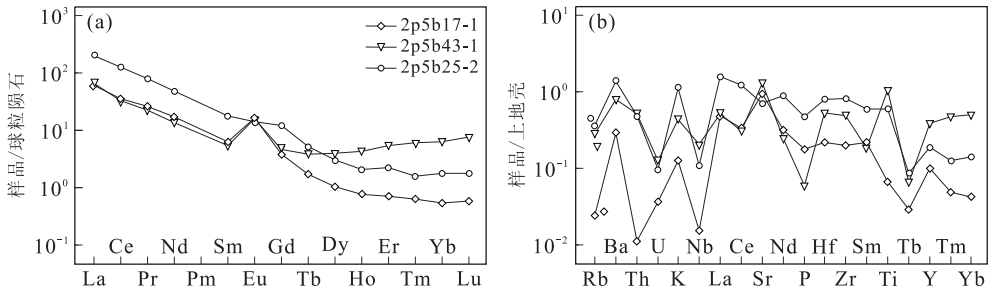 (a)
2p5b17-1
2p5b43-1
2p5b25-2
样品/球粒陨石
10³
10²
10¹
10⁰
10⁻¹
Ce Nd Sm Gd Dy Er Yb
La Pr Pm Eu Tb Ho Tm Lu
(b)
样品/上地壳
10¹
10⁰
10⁻¹
10⁻²
Ba U Nb Ce Nd Hf Sm Tb Tm
Rb Th K La Sr P Zr Ti Y Yb